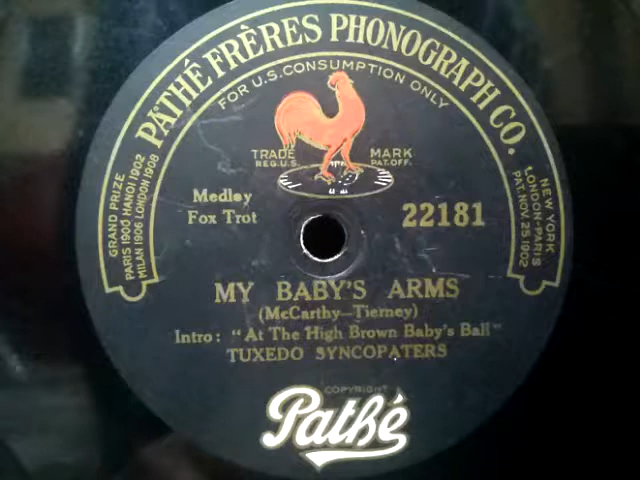 PATHÉ FRÈRES PHONOGRAPH CO.
FOR U.S. CONSUMPTION ONLY
GRAND PRIZE
PARIS 1900 HANOI 1902
MILAN 1906 LONDON 1908
NEW YORK
LONDON-PARIS
PAT. NOV. 25 1902
TRADE MARK
REG. U.S. PAT. OFF.
Medley
Fox Trot
22181
MY BABY'S ARMS
(McCarthy—Tierney)
Intro: "At The High Brown Baby's Ball"
TUXEDO SYNCOPATERS
COPYRIGHT
Pathé